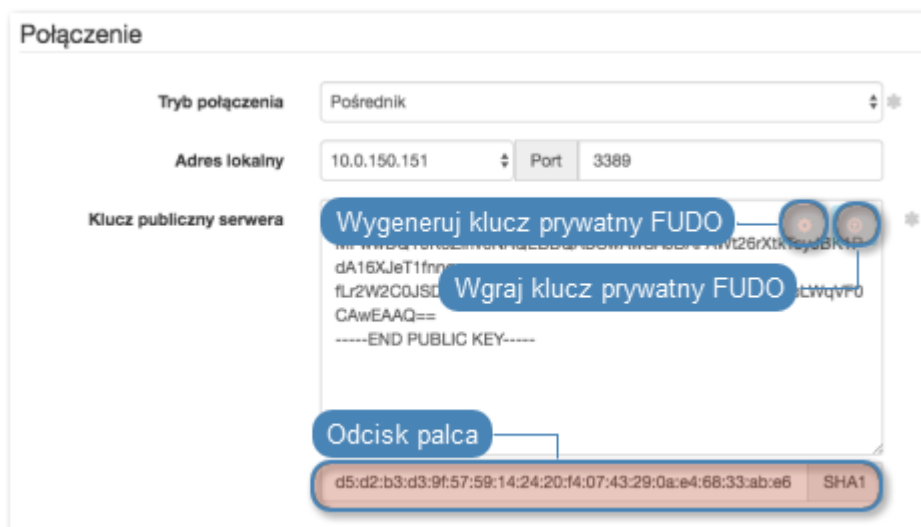 Połączenie
Tryb połączenia
Pośrednik
Adres lokalny
10.0.150.151
Port
3389
Klucz publiczny serwera
Wygeneruj klucz prywatny FUDO
dA16XJeT1fnng
Wgraj klucz prywatny FUDO
fLr2W2C0JSD
CAwEAAQ==
-----END PUBLIC KEY-----
Odcisk palca
d5:d2:b3:d3:9f:57:59:14:24:20:f4:07:43:29:0a:e4:68:33:ab:e6
SHA1